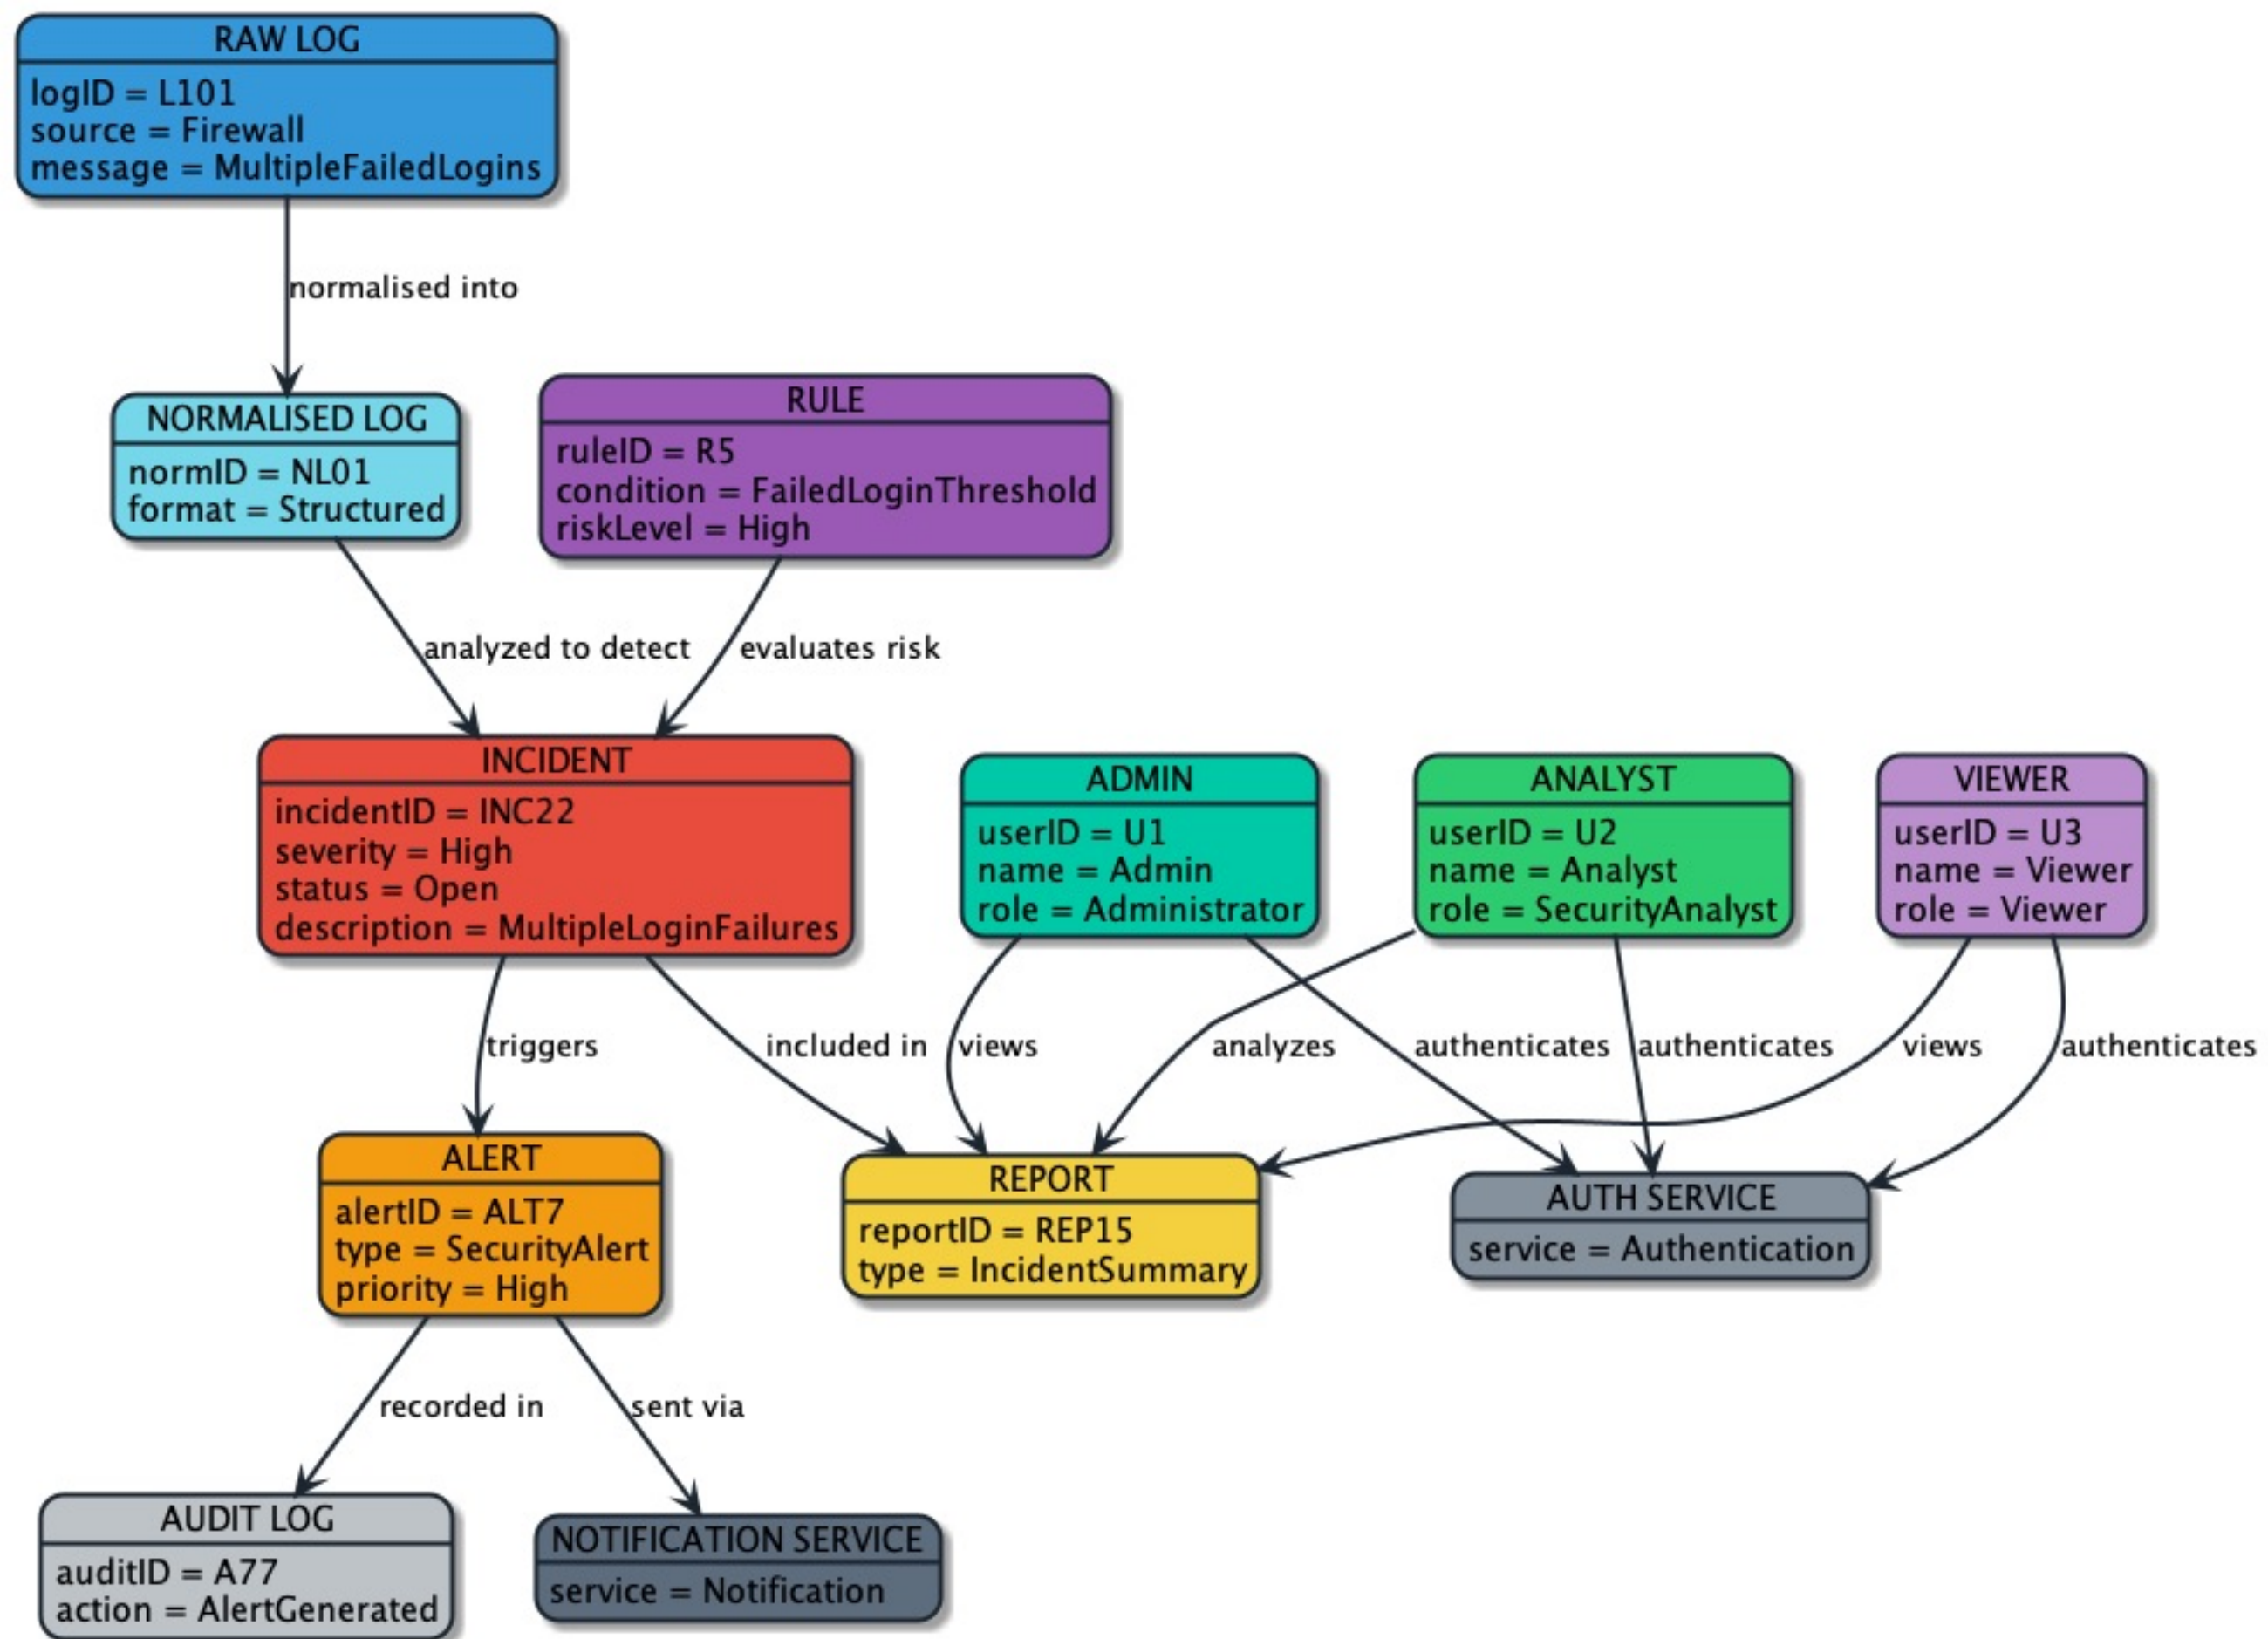 RAW LOG
logID = L101
source = Firewall
message = MultipleFailedLogins
normalised into
NORMALISED LOG
normID = NL01
format = Structured
RULE
ruleID = R5
condition = FailedLoginThreshold
riskLevel = High
analyzed to detect
evaluates risk
INCIDENT
incidentID = INC22
severity = High
status = Open
description = MultipleLoginFailures
ADMIN
userID = U1
name = Admin
role = Administrator
ANALYST
userID = U2
name = Analyst
role = SecurityAnalyst
VIEWER
userID = U3
name = Viewer
role = Viewer
triggers
included in
views
analyzes
authenticates
authenticates
views
authenticates
ALERT
alertID = ALT7
type = SecurityAlert
priority = High
REPORT
reportID = REP15
type = IncidentSummary
AUTH SERVICE
service = Authentication
recorded in
sent via
AUDIT LOG
auditID = A77
action = AlertGenerated
NOTIFICATION SERVICE
service = Notification